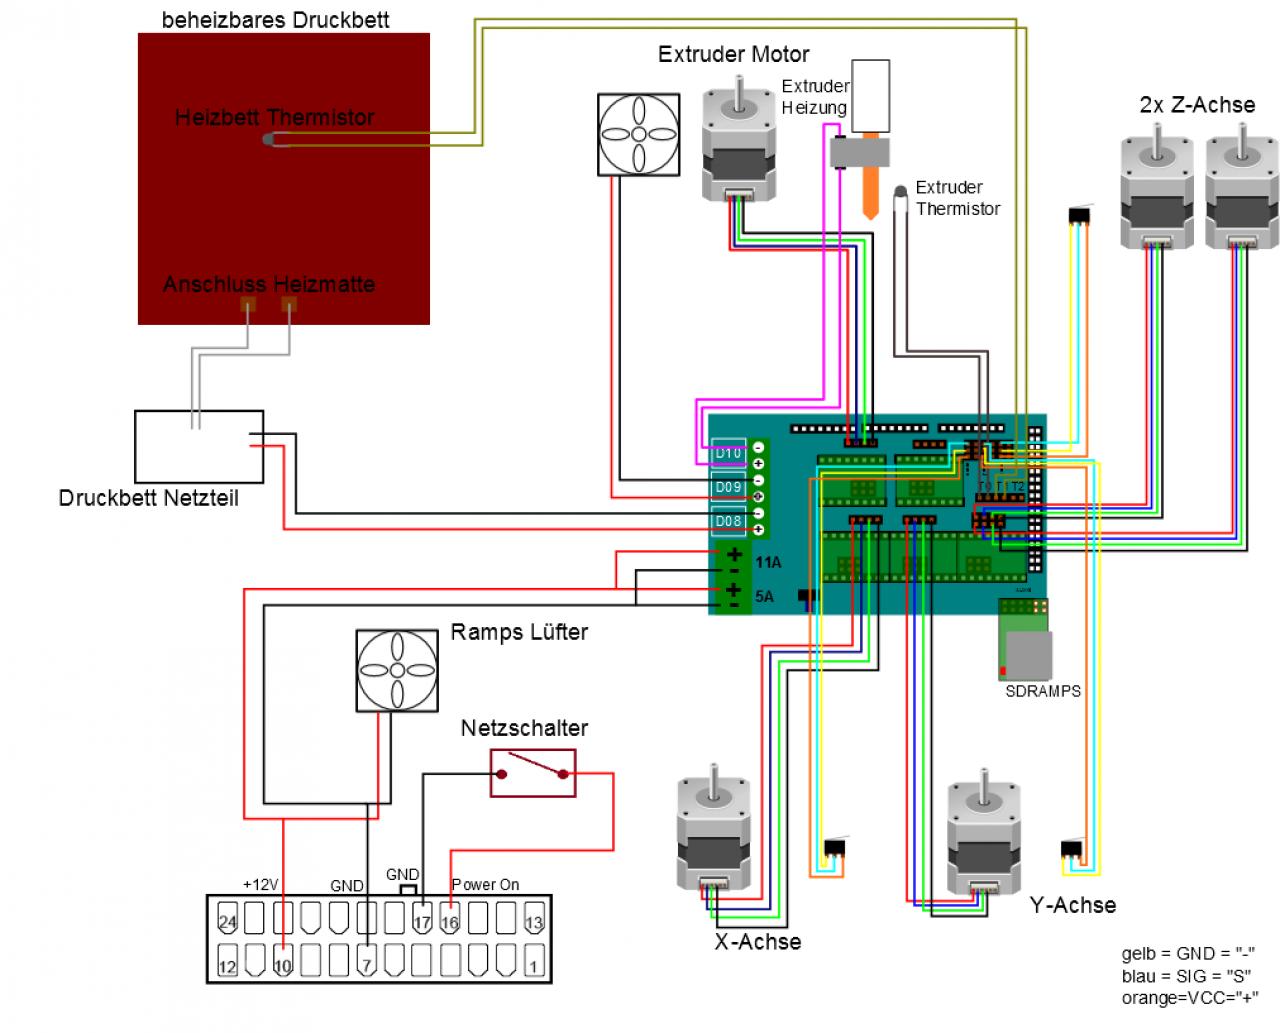 beheizbares Druckbett
Extruder Motor
Extruder
Heizung
2x Z-Achse
Heizbett Thermistor
Extruder
Thermistor
Anschluss Heizmatte
Druckbett Netzteil
D10
-
+
D09
-
+
D08
-
+
T0 T1 T2
+
-
11A
+
-
5A
Ramps Lüfter
SDRAMPS
Netzschalter
+12V
GND
GND
Power On
24
17
16
13
12
10
7
1
X-Achse
Y-Achse
gelb = GND = "-"
blau = SIG = "S"
orange=VCC="+"